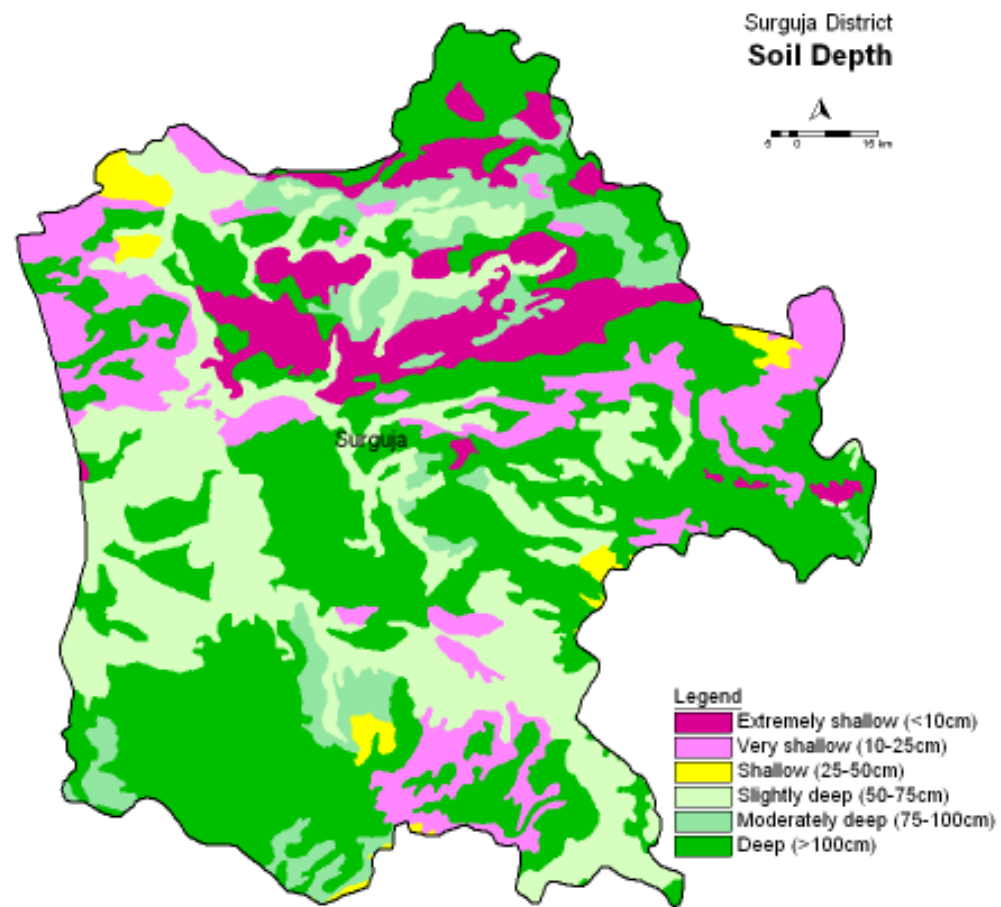 Surguja District
Soil Depth
Surguja
Legend
Extremely shallow (<10cm)
Very shallow (10-25cm)
Shallow (25-50cm)
Slightly deep (50-75cm)
Moderately deep (75-100cm)
Deep (>100cm)